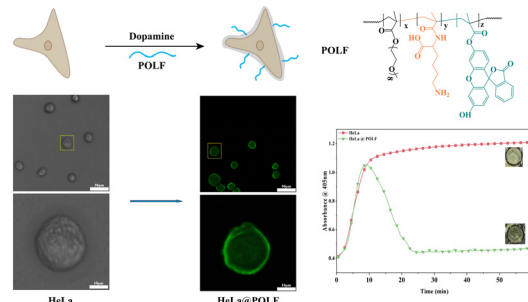 Dopamine
POLF
POLF
x
y
z
O
O
O
O
8
O
NH
HO
O
NH2
O
O
O
O
O
OH
HeLa
HeLa@POLF
HeLa
HeLa@POLF
Absorbance @ 405nm
1.2
1.0
0.8
0.6
0.4
0
10
20
30
40
50
Time (min)